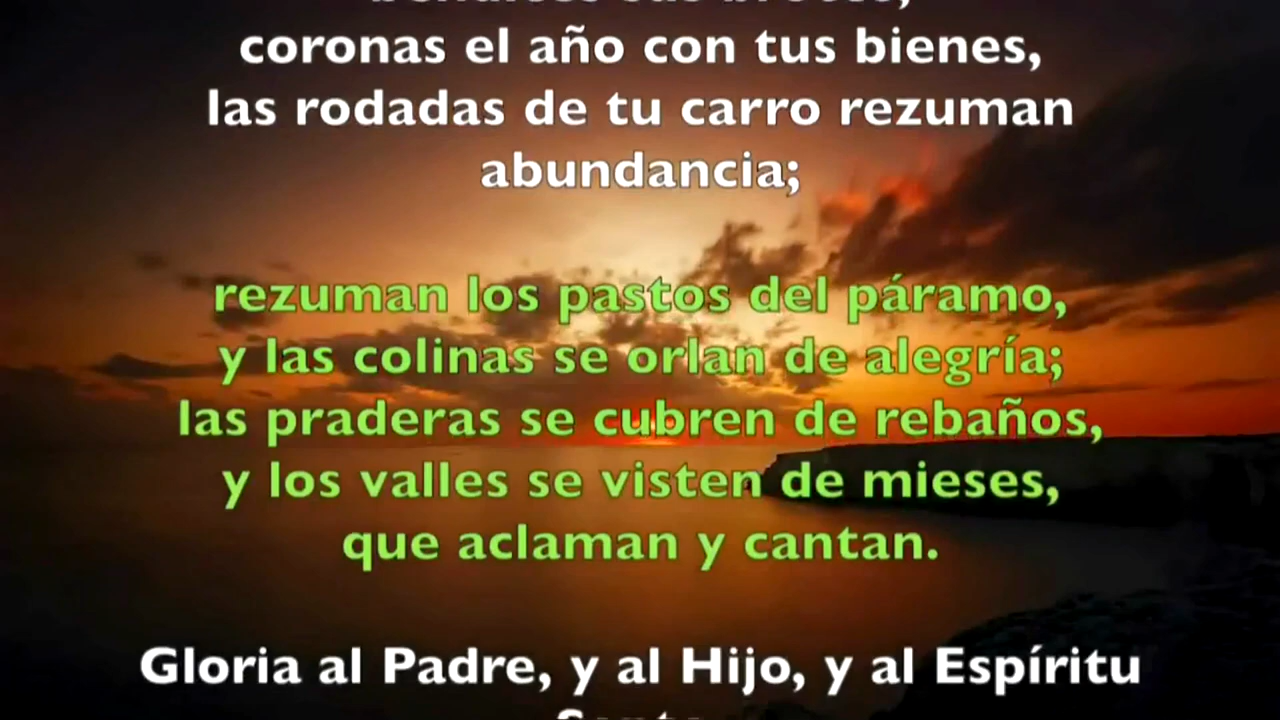 coronas el año con tus bienes,
las rodadas de tu carro rezuman
abundancia;
rezuman los pastos del páramo,
y las colinas se orlan de alegría;
las praderas se cubren de rebaños,
y los valles se visten de mieses,
que aclaman y cantan.
Gloria al Padre, y al Hijo, y al Espíritu